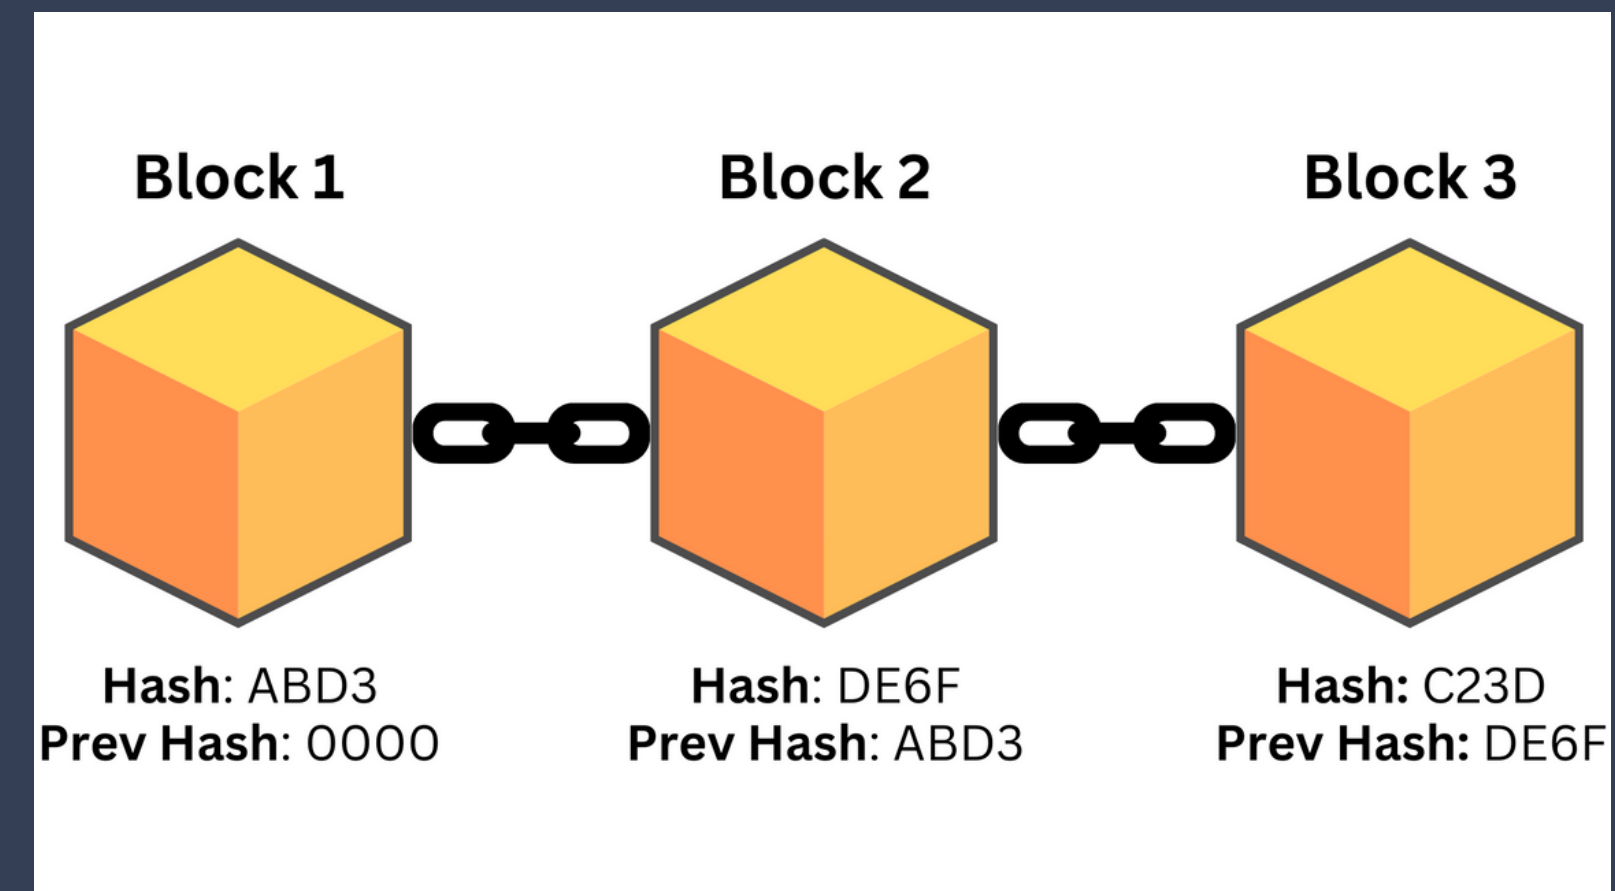 Block 1
Block 2
Block 3
Hash: ABD3
Prev Hash: 0000
Hash: DE6F
Prev Hash: ABD3
Hash: C23D
Prev Hash: DE6F